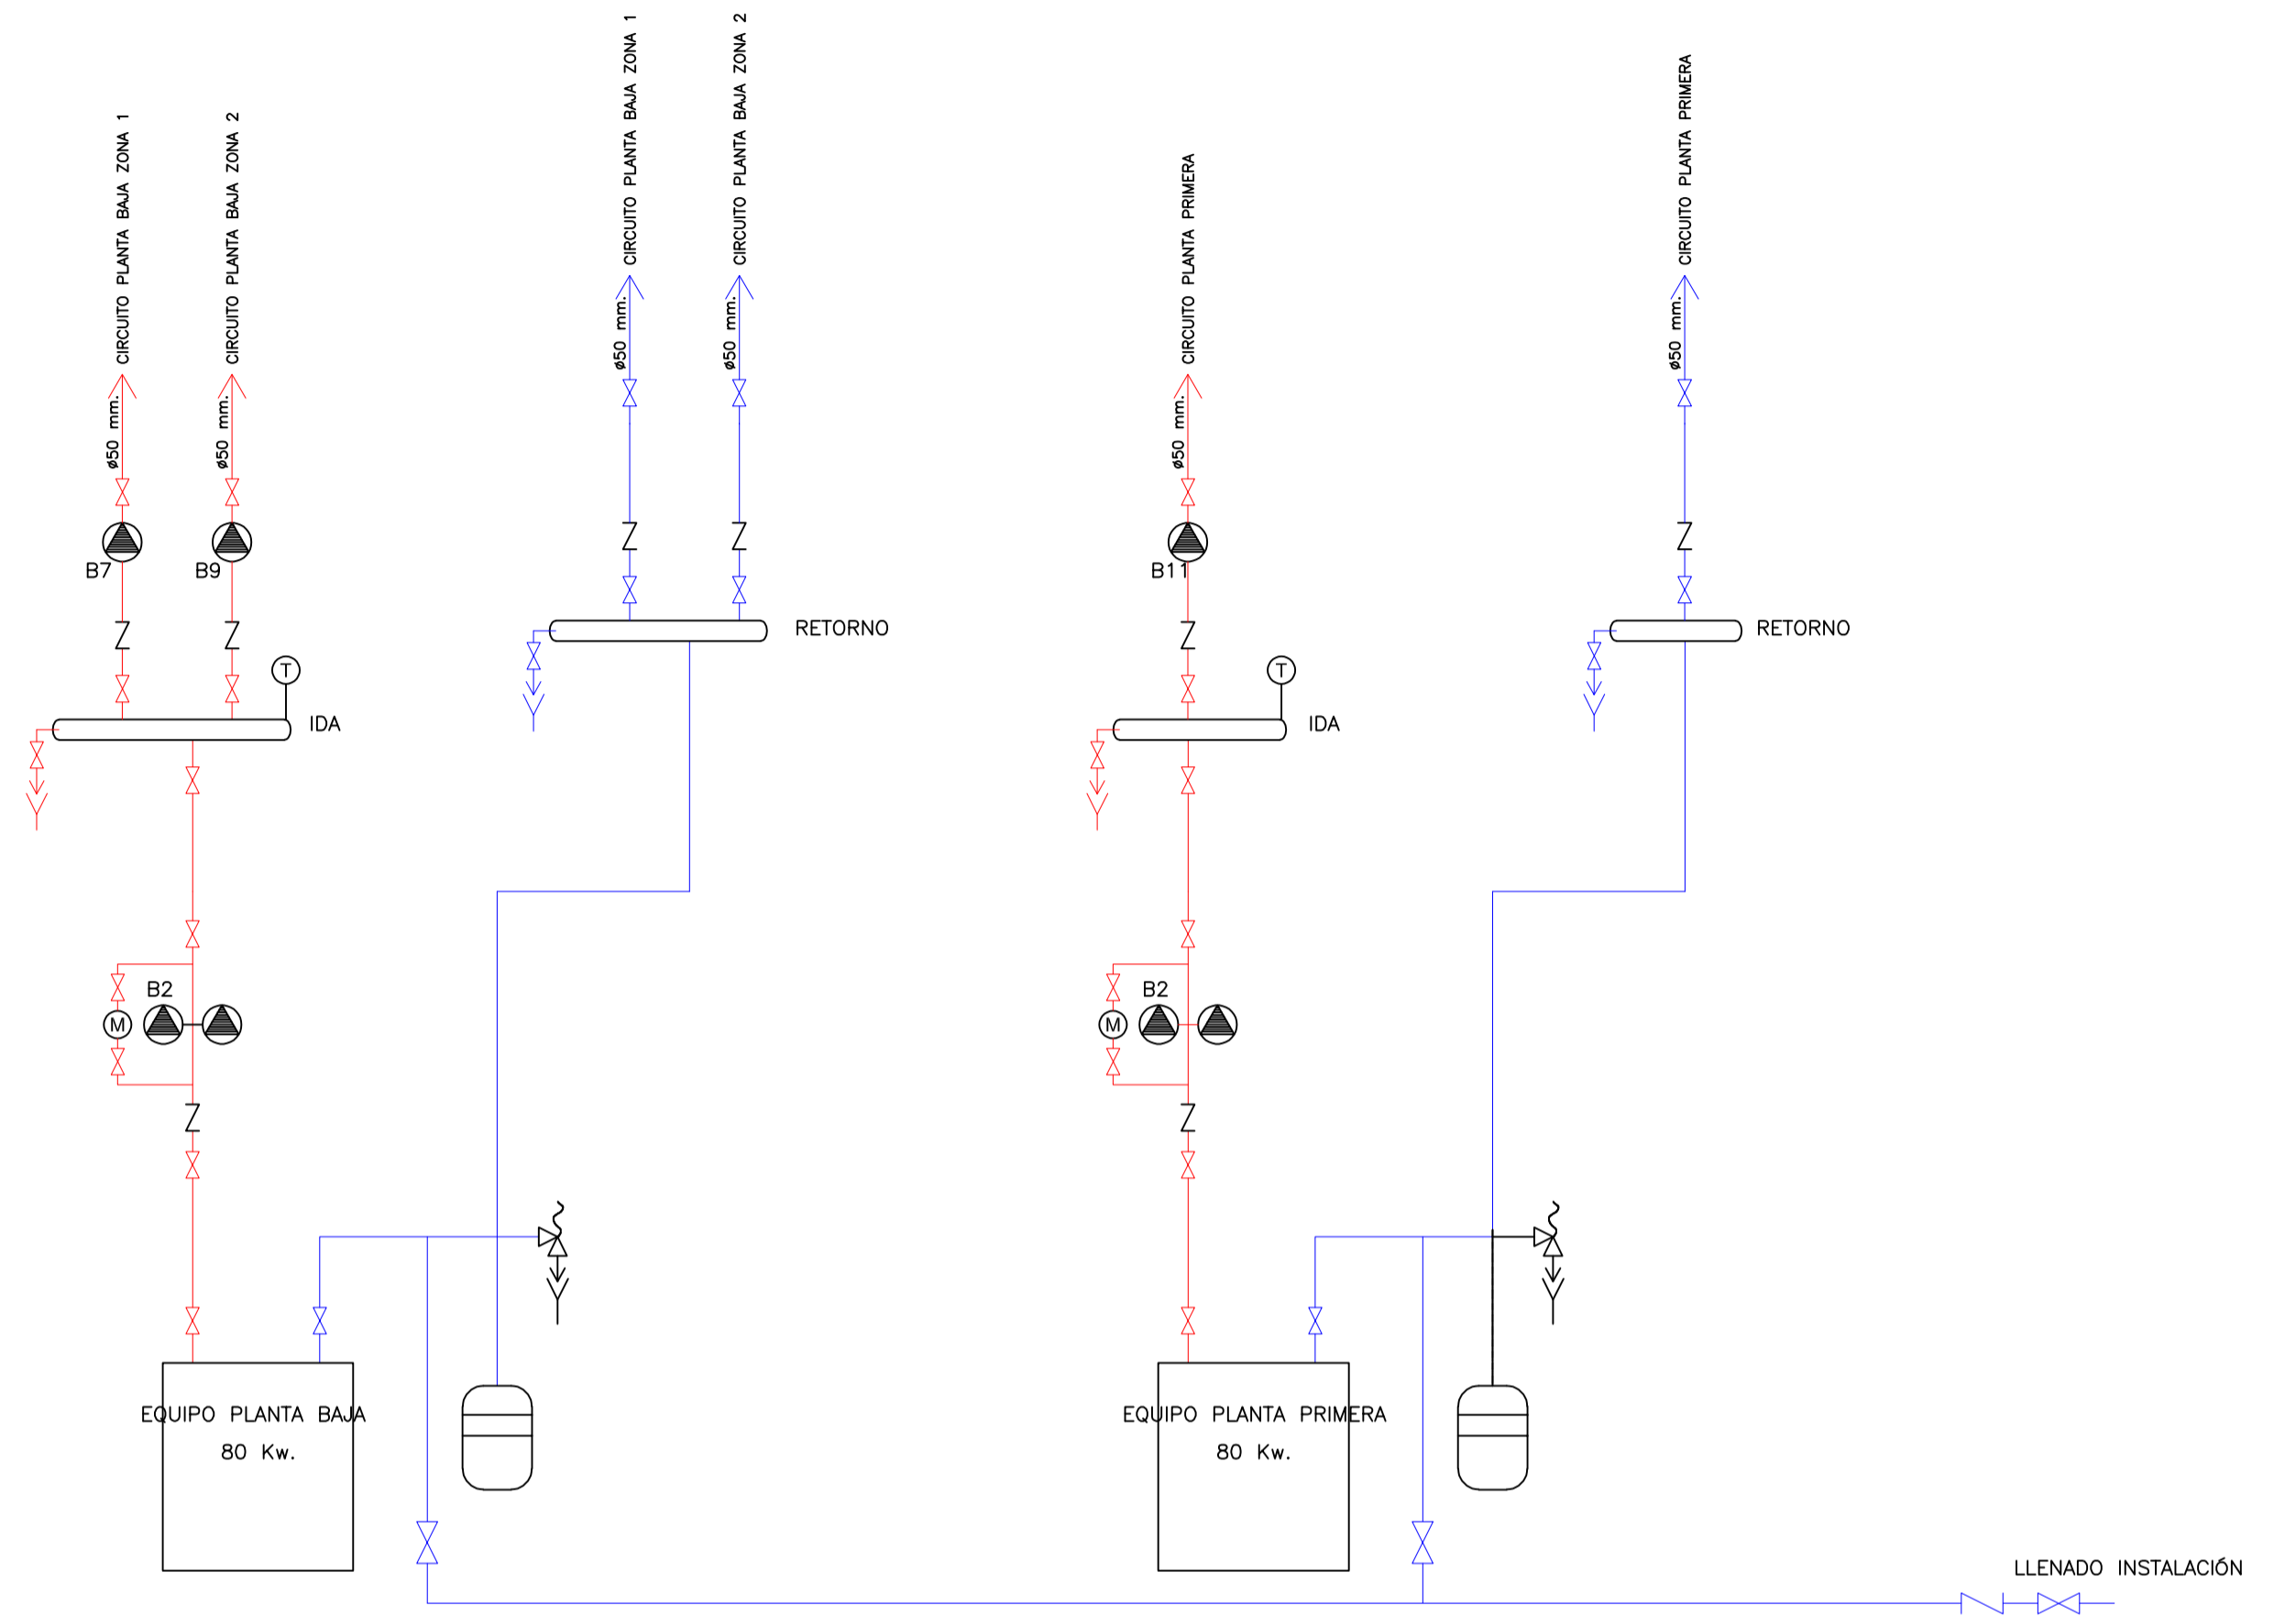 CIRCUITO PLANTA BAJA ZONA 1
CIRCUITO PLANTA BAJA ZONA 2
CIRCUITO PLANTA BAJA ZONA 1
CIRCUITO PLANTA BAJA ZONA 2
CIRCUITO PLANTA PRIMERA
CIRCUITO PLANTA PRIMERA
ø50 mm.
ø50 mm.
ø50 mm.
ø50 mm.
ø50 mm.
ø50 mm.
B7
B9
B11
RETORNO
RETORNO
T
T
IDA
IDA
B2
M
B2
M
EQUIPO PLANTA BAJA
80 Kw.
EQUIPO PLANTA PRIMERA
80 Kw.
LLENADO INSTALACIÓN